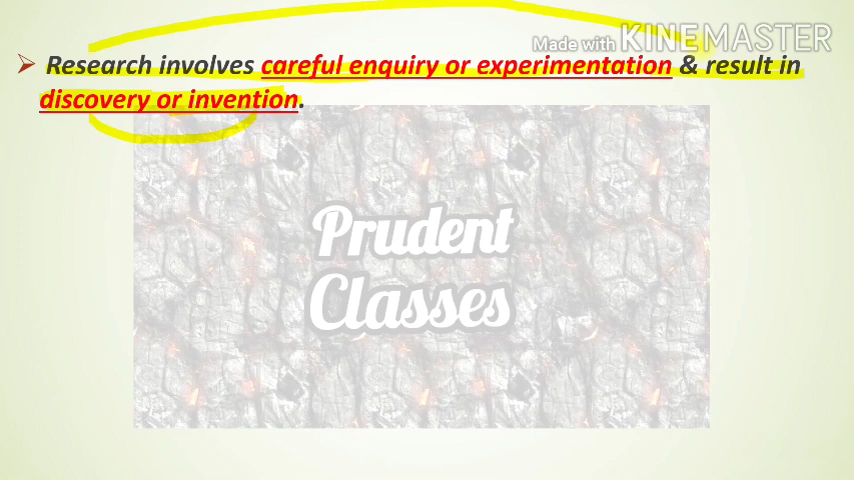 Made with KINEMASTER
Research involves careful enquiry or experimentation & result in
discovery or invention.
Prudent
Classes